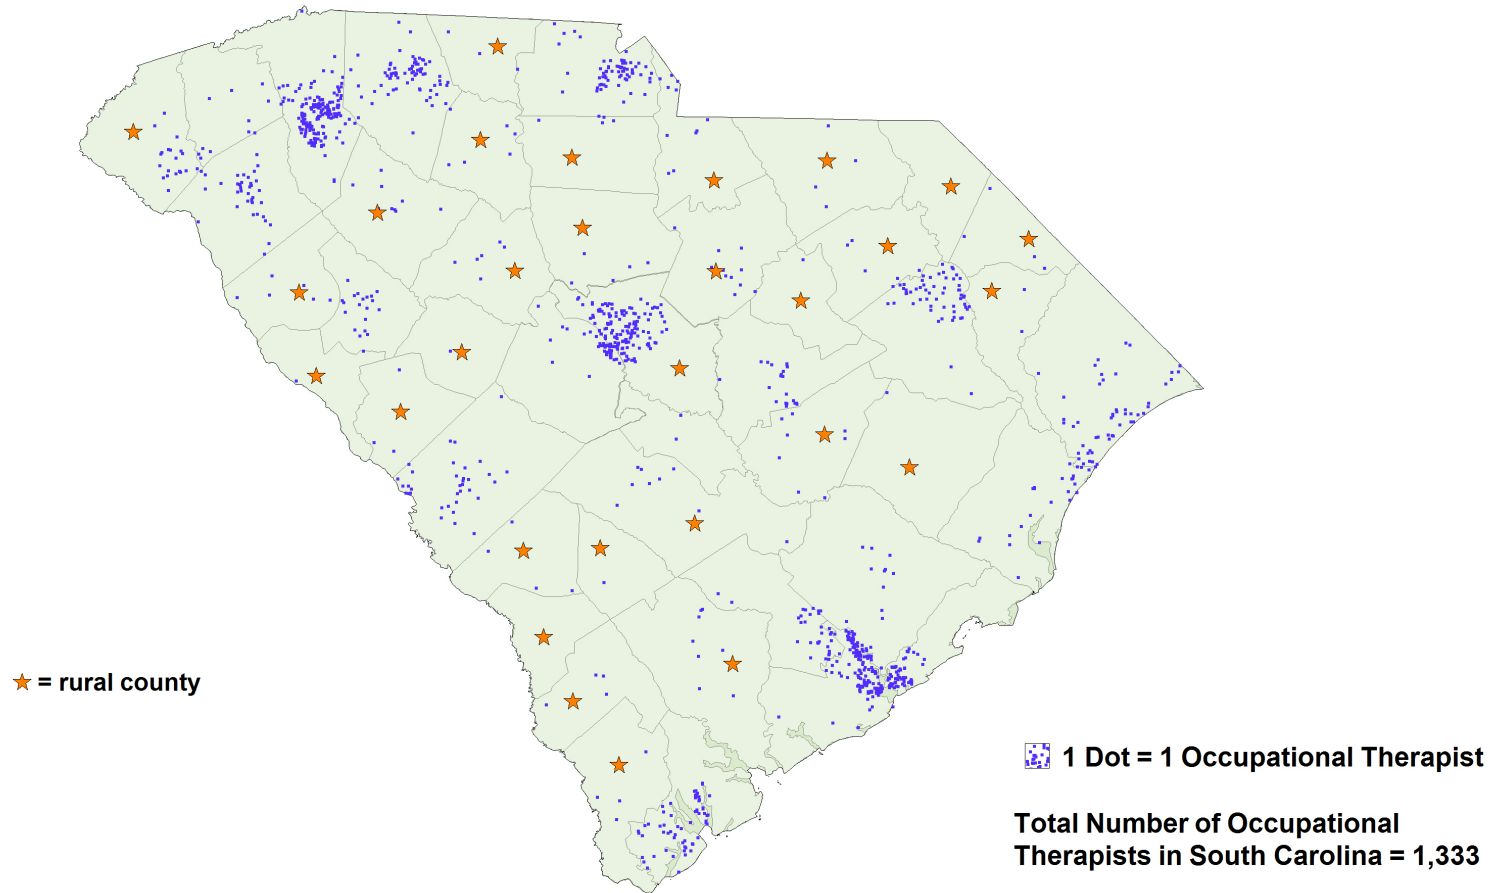 = rural county
1 Dot = 1 Occupational Therapist
Total Number of Occupational
Therapists in South Carolina = 1,333